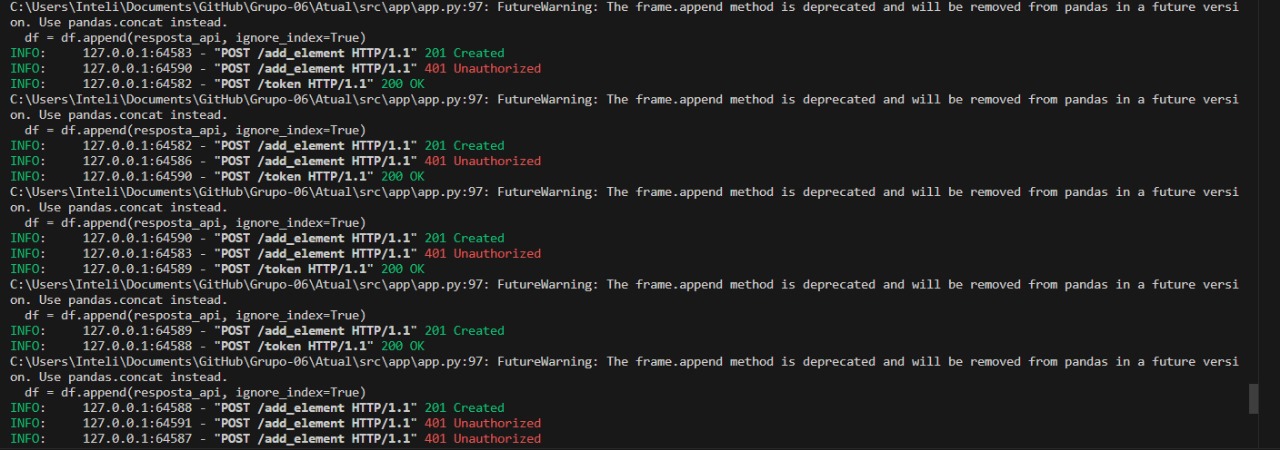 C:\Users\Inteli\Documents\GitHub\Grupo-06\Atual\src\app\app.py:97: FutureWarning: The frame.append method is deprecated and will be removed from pandas in a future versi
on. Use pandas.concat instead.
  df = df.append(resposta_api, ignore_index=True)
INFO:     127.0.0.1:64583 - "POST /add_element HTTP/1.1" 201 Created
INFO:     127.0.0.1:64590 - "POST /add_element HTTP/1.1" 401 Unauthorized
INFO:     127.0.0.1:64582 - "POST /token HTTP/1.1" 200 OK
C:\Users\Inteli\Documents\GitHub\Grupo-06\Atual\src\app\app.py:97: FutureWarning: The frame.append method is deprecated and will be removed from pandas in a future versi
on. Use pandas.concat instead.
  df = df.append(resposta_api, ignore_index=True)
INFO:     127.0.0.1:64582 - "POST /add_element HTTP/1.1" 201 Created
INFO:     127.0.0.1:64586 - "POST /add_element HTTP/1.1" 401 Unauthorized
INFO:     127.0.0.1:64590 - "POST /token HTTP/1.1" 200 OK
C:\Users\Inteli\Documents\GitHub\Grupo-06\Atual\src\app\app.py:97: FutureWarning: The frame.append method is deprecated and will be removed from pandas in a future versi
on. Use pandas.concat instead.
  df = df.append(resposta_api, ignore_index=True)
INFO:     127.0.0.1:64590 - "POST /add_element HTTP/1.1" 201 Created
INFO:     127.0.0.1:64583 - "POST /add_element HTTP/1.1" 401 Unauthorized
INFO:     127.0.0.1:64589 - "POST /token HTTP/1.1" 200 OK
C:\Users\Inteli\Documents\GitHub\Grupo-06\Atual\src\app\app.py:97: FutureWarning: The frame.append method is deprecated and will be removed from pandas in a future versi
on. Use pandas.concat instead.
  df = df.append(resposta_api, ignore_index=True)
INFO:     127.0.0.1:64589 - "POST /add_element HTTP/1.1" 201 Created
INFO:     127.0.0.1:64588 - "POST /token HTTP/1.1" 200 OK
C:\Users\Inteli\Documents\GitHub\Grupo-06\Atual\src\app\app.py:97: FutureWarning: The frame.append method is deprecated and will be removed from pandas in a future versi
on. Use pandas.concat instead.
  df = df.append(resposta_api, ignore_index=True)
INFO:     127.0.0.1:64588 - "POST /add_element HTTP/1.1" 201 Created
INFO:     127.0.0.1:64591 - "POST /add_element HTTP/1.1" 401 Unauthorized
INFO:     127.0.0.1:64587 - "POST /add_element HTTP/1.1" 401 Unauthorized